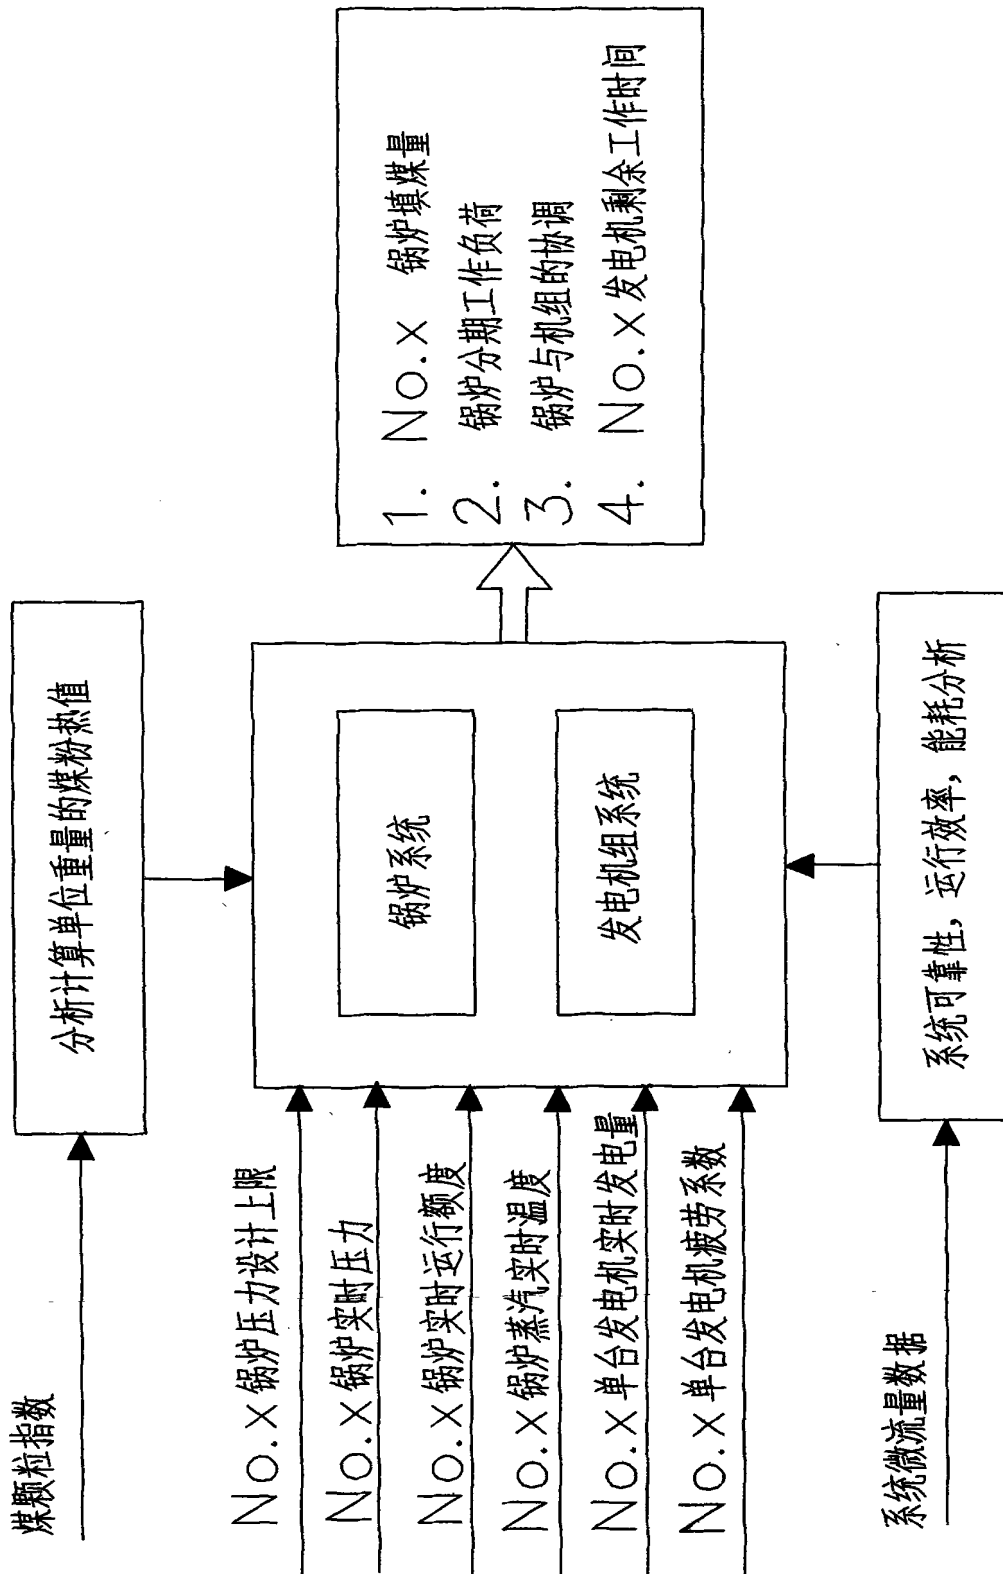 煤颗粒指数
分析计算单位重量的煤粉热值
No.x锅炉压力设计上限
No.x锅炉实时压力
No.x锅炉实时运行额度
No.x锅炉蒸汽实时温度
No.x单台发电机实时发电量
No.x单台发电机疲劳系数
锅炉系统
发电机组系统
1. No.x 锅炉填煤量
2. 锅炉分期工作负荷
3. 锅炉与机组的协调
4. No.x发电机剩余工作时间
系统微流量数据
系统可靠性，运行效率，能耗分析